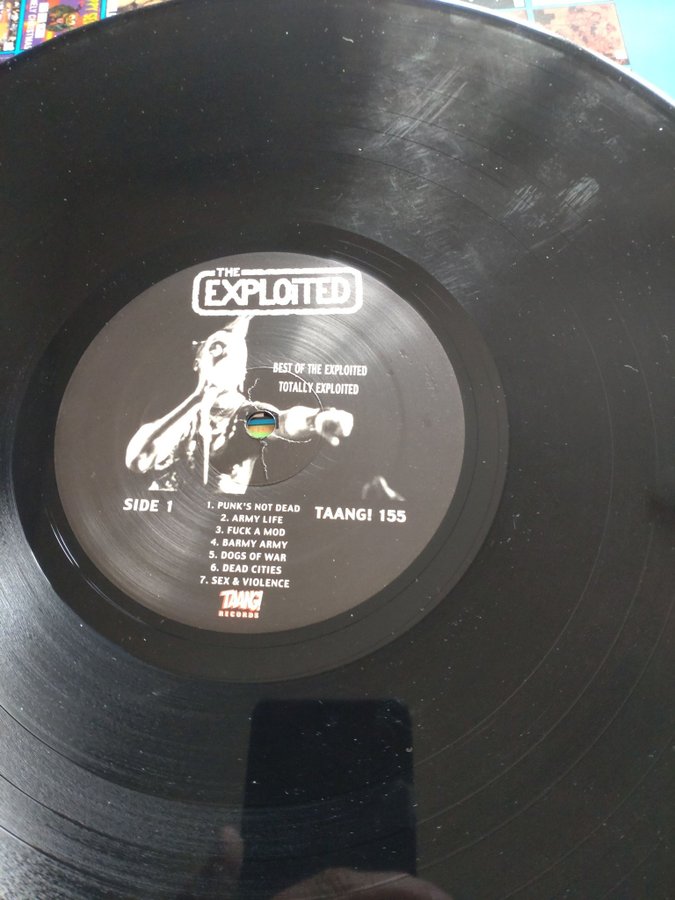 THE
EXPLOITED
BEST OF THE EXPLOITED
TOTALLY EXPLOITED
SIDE 1
TAANG! 155
1. PUNK'S NOT DEAD
2. ARMY LIFE
3. FUCK A MOD
4. BARMY ARMY
5. DOGS OF WAR
6. DEAD CITIES
7. SEX & VIOLENCE
TAANG!
RECORDS